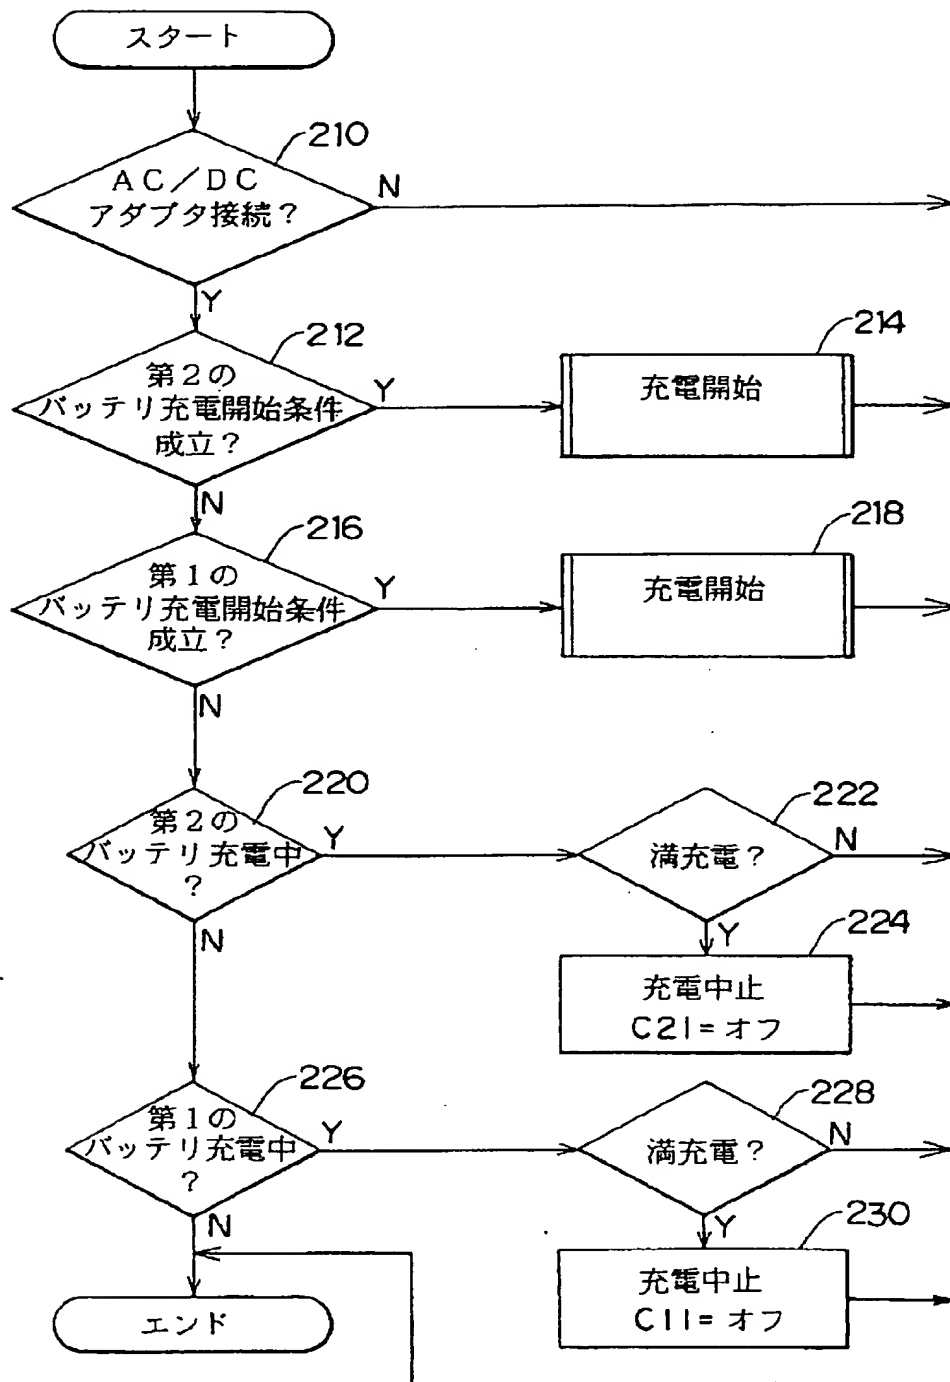 スタート
210
AC/DC
アダプタ接続?
N
Y
212
第2の
バッテリ充電開始条件
成立?
Y
214
充電開始
N
216
第1の
バッテリ充電開始条件
成立?
Y
218
充電開始
N
220
第2の
バッテリ充電中
?
Y
222
満充電?
N
Y
224
充電中止
C21=オフ
N
226
第1の
バッテリ充電中
?
Y
228
満充電?
N
Y
230
充電中止
C11=オフ
N
エンド